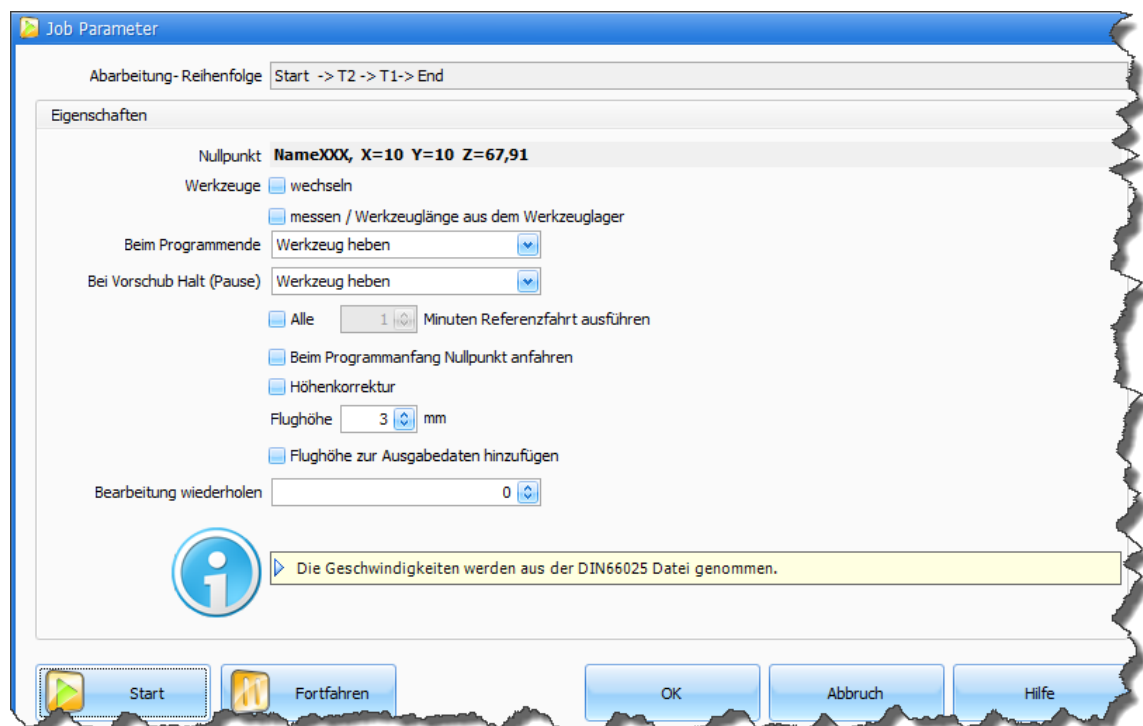 Job Parameter
Abarbeitung-Reihenfolge Start -> T2 -> T1-> End
Eigenschaften
Nullpunkt NameXXX, X=10 Y=10 Z=67,91
Werkzeuge wechseln
messen / Werkzeuglänge aus dem Werkzeuglager
Beim Programmende Werkzeug heben
Bei Vorschub Halt (Pause) Werkzeug heben
Alle 1 Minuten Referenzfahrt ausführen
Beim Programmanfang Nullpunkt anfahren
Höhenkorrektur
Flughöhe 3 mm
Flughöhe zur Ausgabedaten hinzufügen
Bearbeitung wiederholen 0
Die Geschwindigkeiten werden aus der DIN66025 Datei genommen.
Start Fortfahren OK Abbruch Hilfe